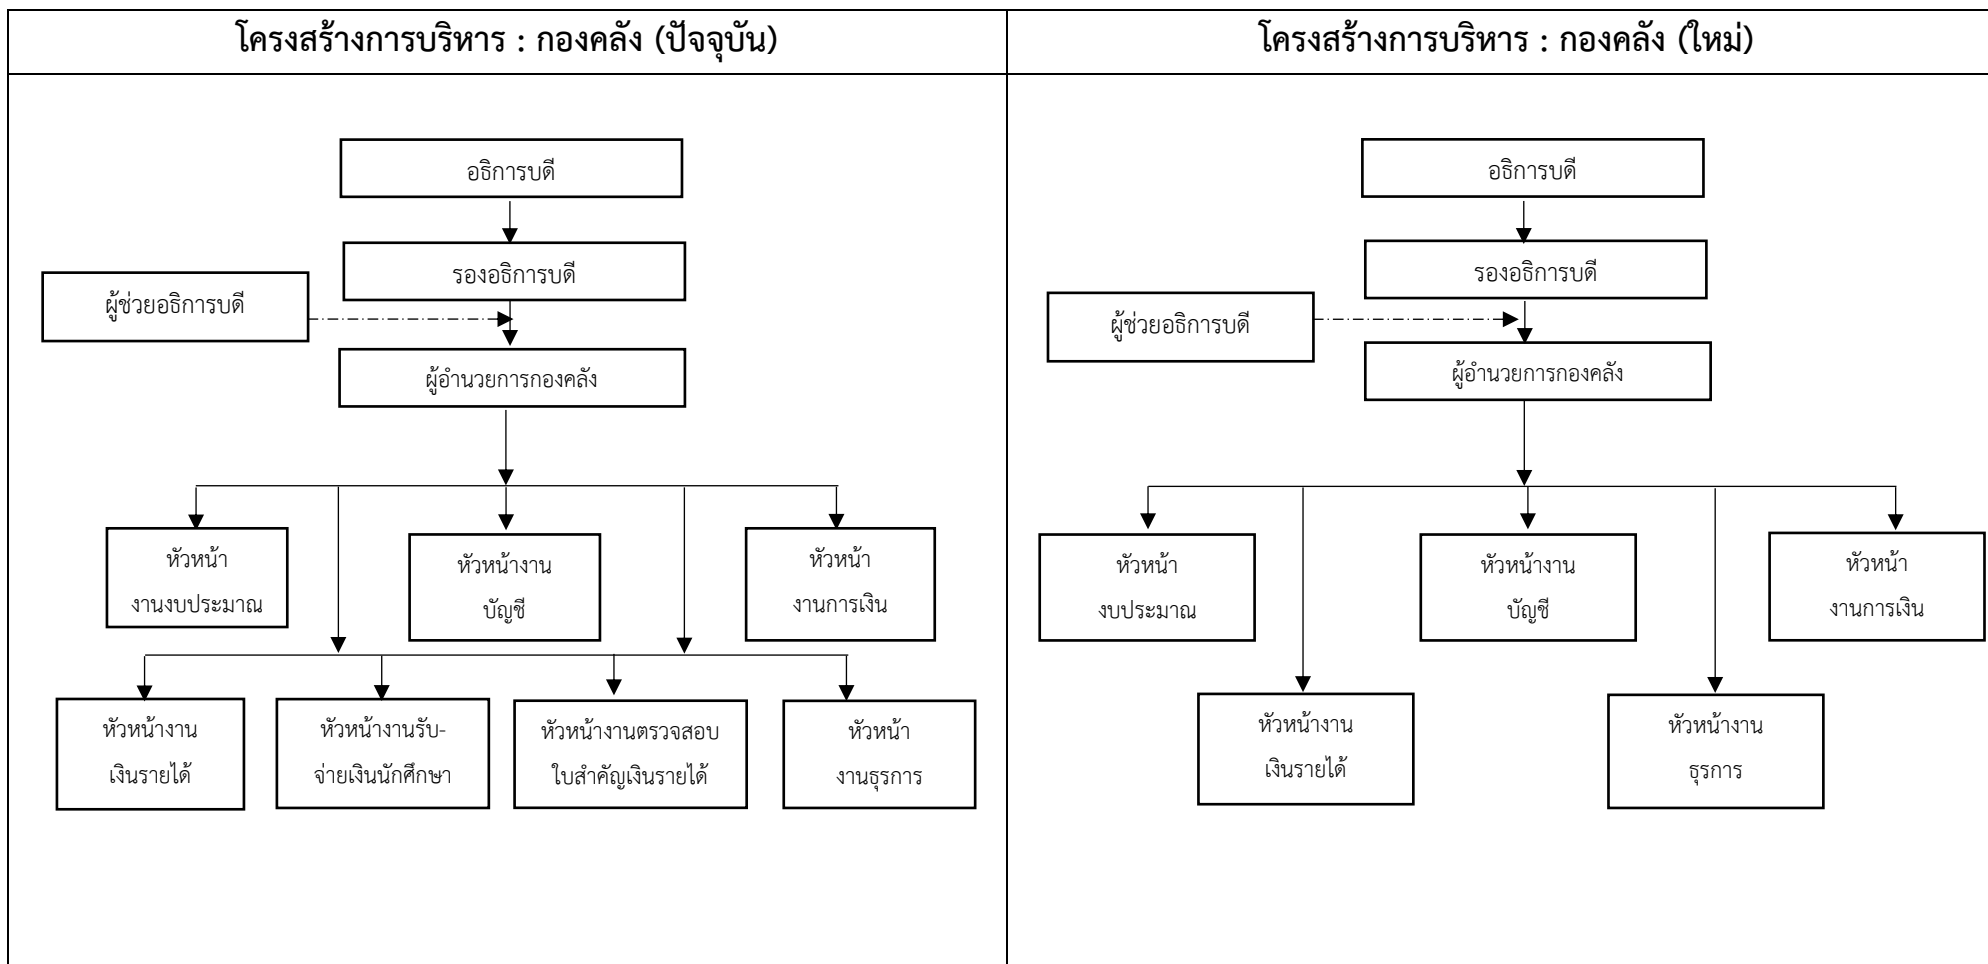 โครงสร้างการบริหาร : กองคลัง (ปัจจุบัน)
อธิการบดี
รองอธิการบดี
ผู้ช่วยอธิการบดี
ผู้อำนวยการกองคลัง
หัวหน้า
งานงบประมาณ
หัวหน้างาน
บัญชี
หัวหน้า
งานการเงิน
หัวหน้างาน
เงินรายได้
หัวหน้างานรับ-
จ่ายเงินนักศึกษา
หัวหน้างานตรวจสอบ
ใบสำคัญเงินรายได้
หัวหน้า
งานธุรการ
โครงสร้างการบริหาร : กองคลัง (ใหม่)
อธิการบดี
รองอธิการบดี
ผู้ช่วยอธิการบดี
ผู้อำนวยการกองคลัง
หัวหน้า
งบประมาณ
หัวหน้างาน
บัญชี
หัวหน้า
งานการเงิน
หัวหน้างาน
เงินรายได้
หัวหน้างาน
ธุรการ